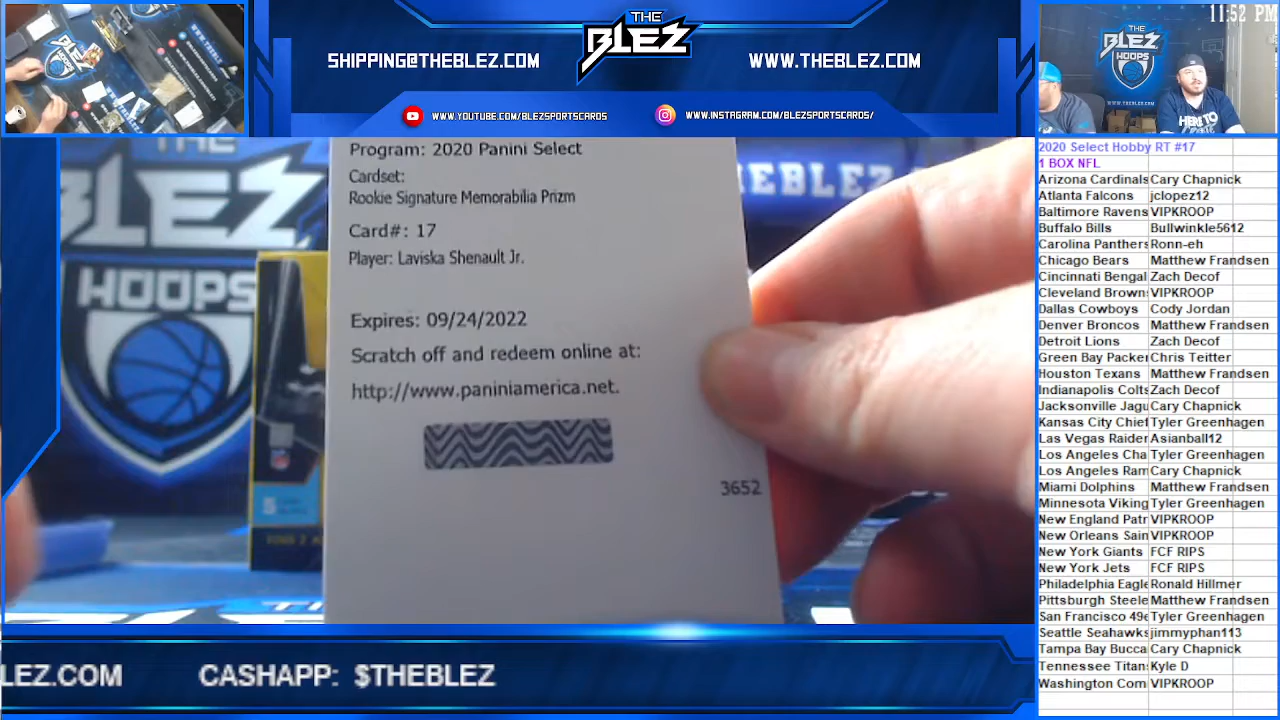 11:52 PM
THE
BLEZ
HOOPS
SHIPPING@THEBLEZ.COM
THE
BLEZ
WWW.THEBLEZ.COM
WWW.YOUTUBE.COM/BLEZSPORTSCARDS
WWW.INSTAGRAM.COM/BLEZSPORTSCARDS/
THE
BLEZ
HOOPS
THEBLEZ
Program: 2020 Panini Select
Cardset:
Rookie Signature Memorabilia Prizm
Card#: 17
Player: Laviska Shenault Jr.
Expires: 09/24/2022
Scratch off and redeem online at:
http://www.paniniamerica.net.
3652
5
2020 Select Hobby RT #17
1 BOX NFL
Arizona Cardinals Cary Chapnick
Atlanta Falcons jclopez12
Baltimore Ravens VIPKROOP
Buffalo Bills Bullwinkle5612
Carolina Panthers Ronn-eh
Chicago Bears Matthew Frandsen
Cincinnati Bengal Zach Decof
Cleveland Brown VIPKROOP
Dallas Cowboys Cody Jordan
Denver Broncos Matthew Frandsen
Detroit Lions Zach Decof
Green Bay Packer Chris Teitter
Houston Texans Matthew Frandsen
Indianapolis Colts Zach Decof
Jacksonville Jagu Cary Chapnick
Kansas City Chief Tyler Greenhagen
Las Vegas Raider Asianball12
Los Angeles Cha Tyler Greenhagen
Los Angeles Ram Cary Chapnick
Miami Dolphins Matthew Frandsen
Minnesota Viking Tyler Greenhagen
New England Patr VIPKROOP
New Orleans Sain VIPKROOP
New York Giants FCF RIPS
New York Jets FCF RIPS
Philadelphia Eagle Ronald Hillmer
Pittsburgh Steele Matthew Frandsen
San Francisco 49e Tyler Greenhagen
Seattle Seahawks jimmyphan113
Tampa Bay Bucca Cary Chapnick
Tennessee Titan Kyle D
Washington Com VIPKROOP
LEZ.COM CASHAPP: $THEBLEZ